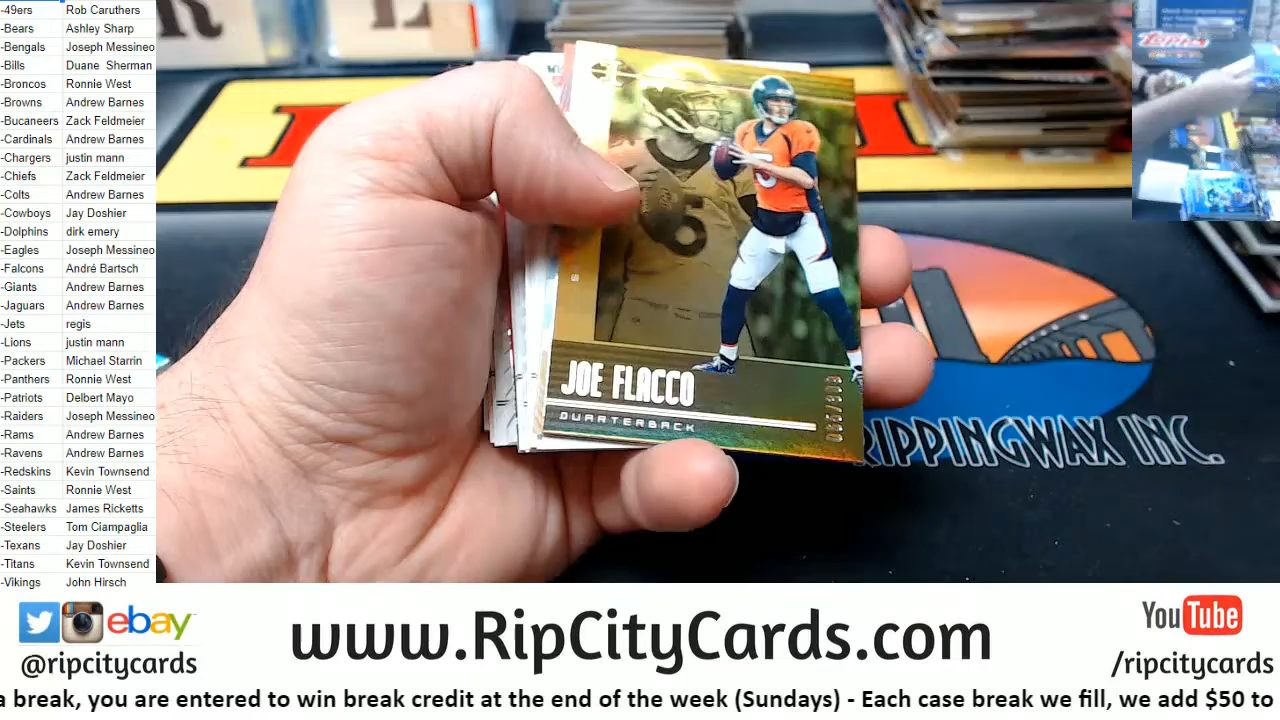 -49ers Rob Caruthers
-Bears Ashley Sharp
-Bengals Joseph Messineo
-Bills Duane Sherman
-Broncos Ronnie West
-Browns Andrew Barnes
-Bucaneers Zack Feldmeier
-Cardinals Andrew Barnes
-Chargers justin mann
-Chiefs Zack Feldmeier
-Colts Andrew Barnes
-Cowboys Jay Doshier
-Dolphins dirk emery
-Eagles Joseph Messineo
-Falcons André Bartsch
-Giants Andrew Barnes
-Jaguars Andrew Barnes
-Jets regis
-Lions justin mann
-Packers Michael Starrin
-Panthers Ronnie West
-Patriots Delbert Mayo
-Raiders Joseph Messineo
-Rams Andrew Barnes
-Ravens Andrew Barnes
-Redskins Kevin Townsend
-Saints Ronnie West
-Seahawks James Ricketts
-Steelers Tom Ciampaglia
-Texans Jay Doshier
-Titans Kevin Townsend
-Vikings John Hirsch
Topps
5
5
JOE FLACCO
QUARTERBACK
RIPPINGWAX INC.
ebay
@ripcitycards
www.RipCityCards.com
YouTube
/ripcitycards
a break, you are entered to win break credit at the end of the week (Sundays) - Each case break we fill, we add $50 to